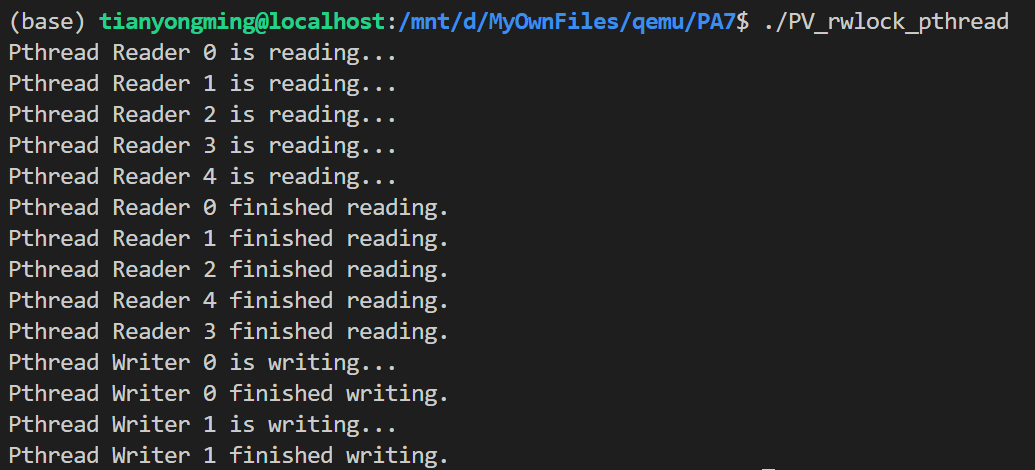 (base) tianyongming@localhost:/mnt/d/MyOwnFiles/qemu/PA7$ ./PV_rwlock_pthread
Pthread Reader 0 is reading...
Pthread Reader 1 is reading...
Pthread Reader 2 is reading...
Pthread Reader 3 is reading...
Pthread Reader 4 is reading...
Pthread Reader 0 finished reading.
Pthread Reader 1 finished reading.
Pthread Reader 2 finished reading.
Pthread Reader 4 finished reading.
Pthread Reader 3 finished reading.
Pthread Writer 0 is writing...
Pthread Writer 0 finished writing.
Pthread Writer 1 is writing...
Pthread Writer 1 finished writing.